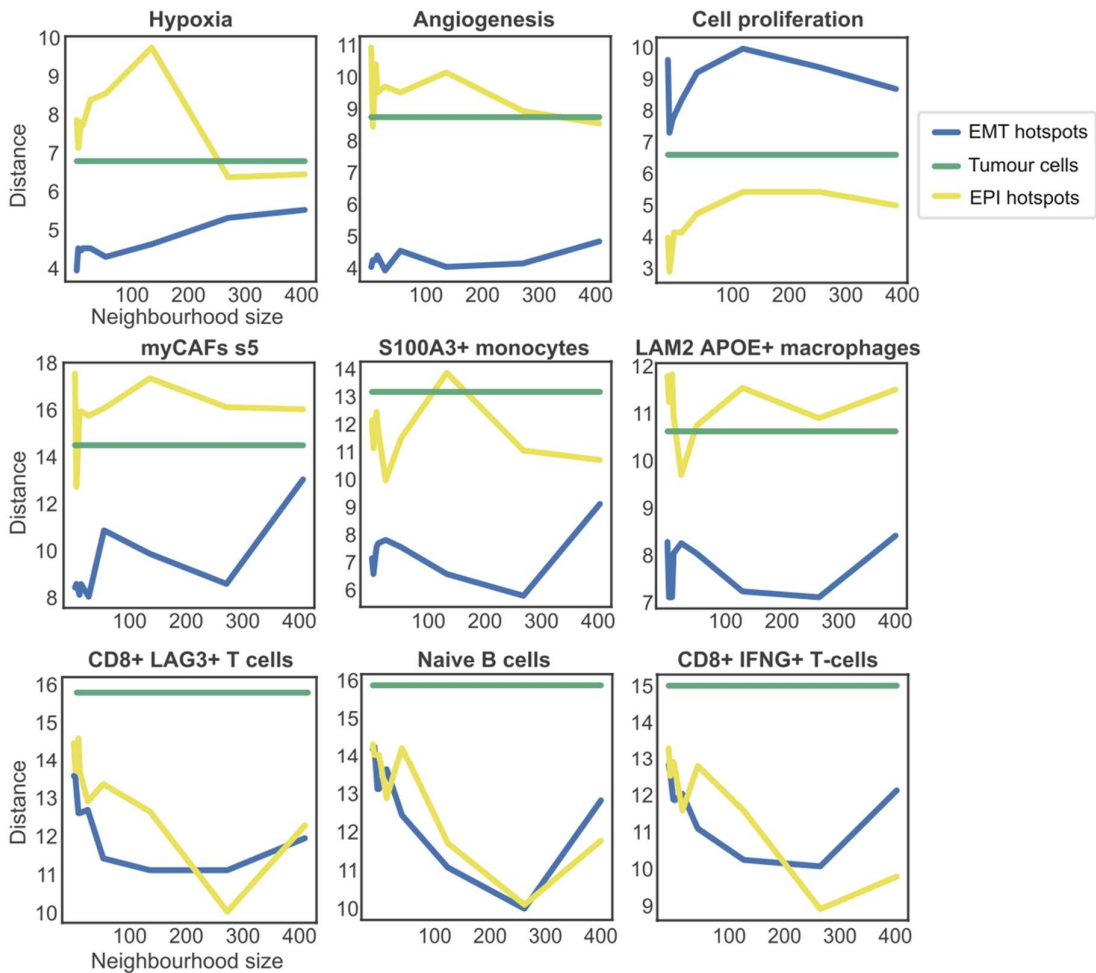 Hypoxia
Angiogenesis
Cell proliferation
10
9
8
7
6
5
4
Distance
100 200 300 400
Neighbourhood size
11
10
9
8
7
6
5
4
100 200 300 400
10
9
8
7
6
5
4
3
100 200 300 400
EMT hotspots
Tumour cells
EPI hotspots
myCAFs s5
S100A3+ monocytes
LAM2 APOE+ macrophages
18
16
14
12
10
8
Distance
100 200 300 400
14
13
12
11
10
9
8
7
6
100 200 300 400
12
11
10
9
8
7
100 200 300 400
CD8+ LAG3+ T cells
Naive B cells
CD8+ IFNG+ T-cells
16
15
14
13
12
11
10
Distance
100 200 300 400
Neighbourhood size
16
15
14
13
12
11
10
100 200 300 400
15
14
13
12
11
10
9
100 200 300 400